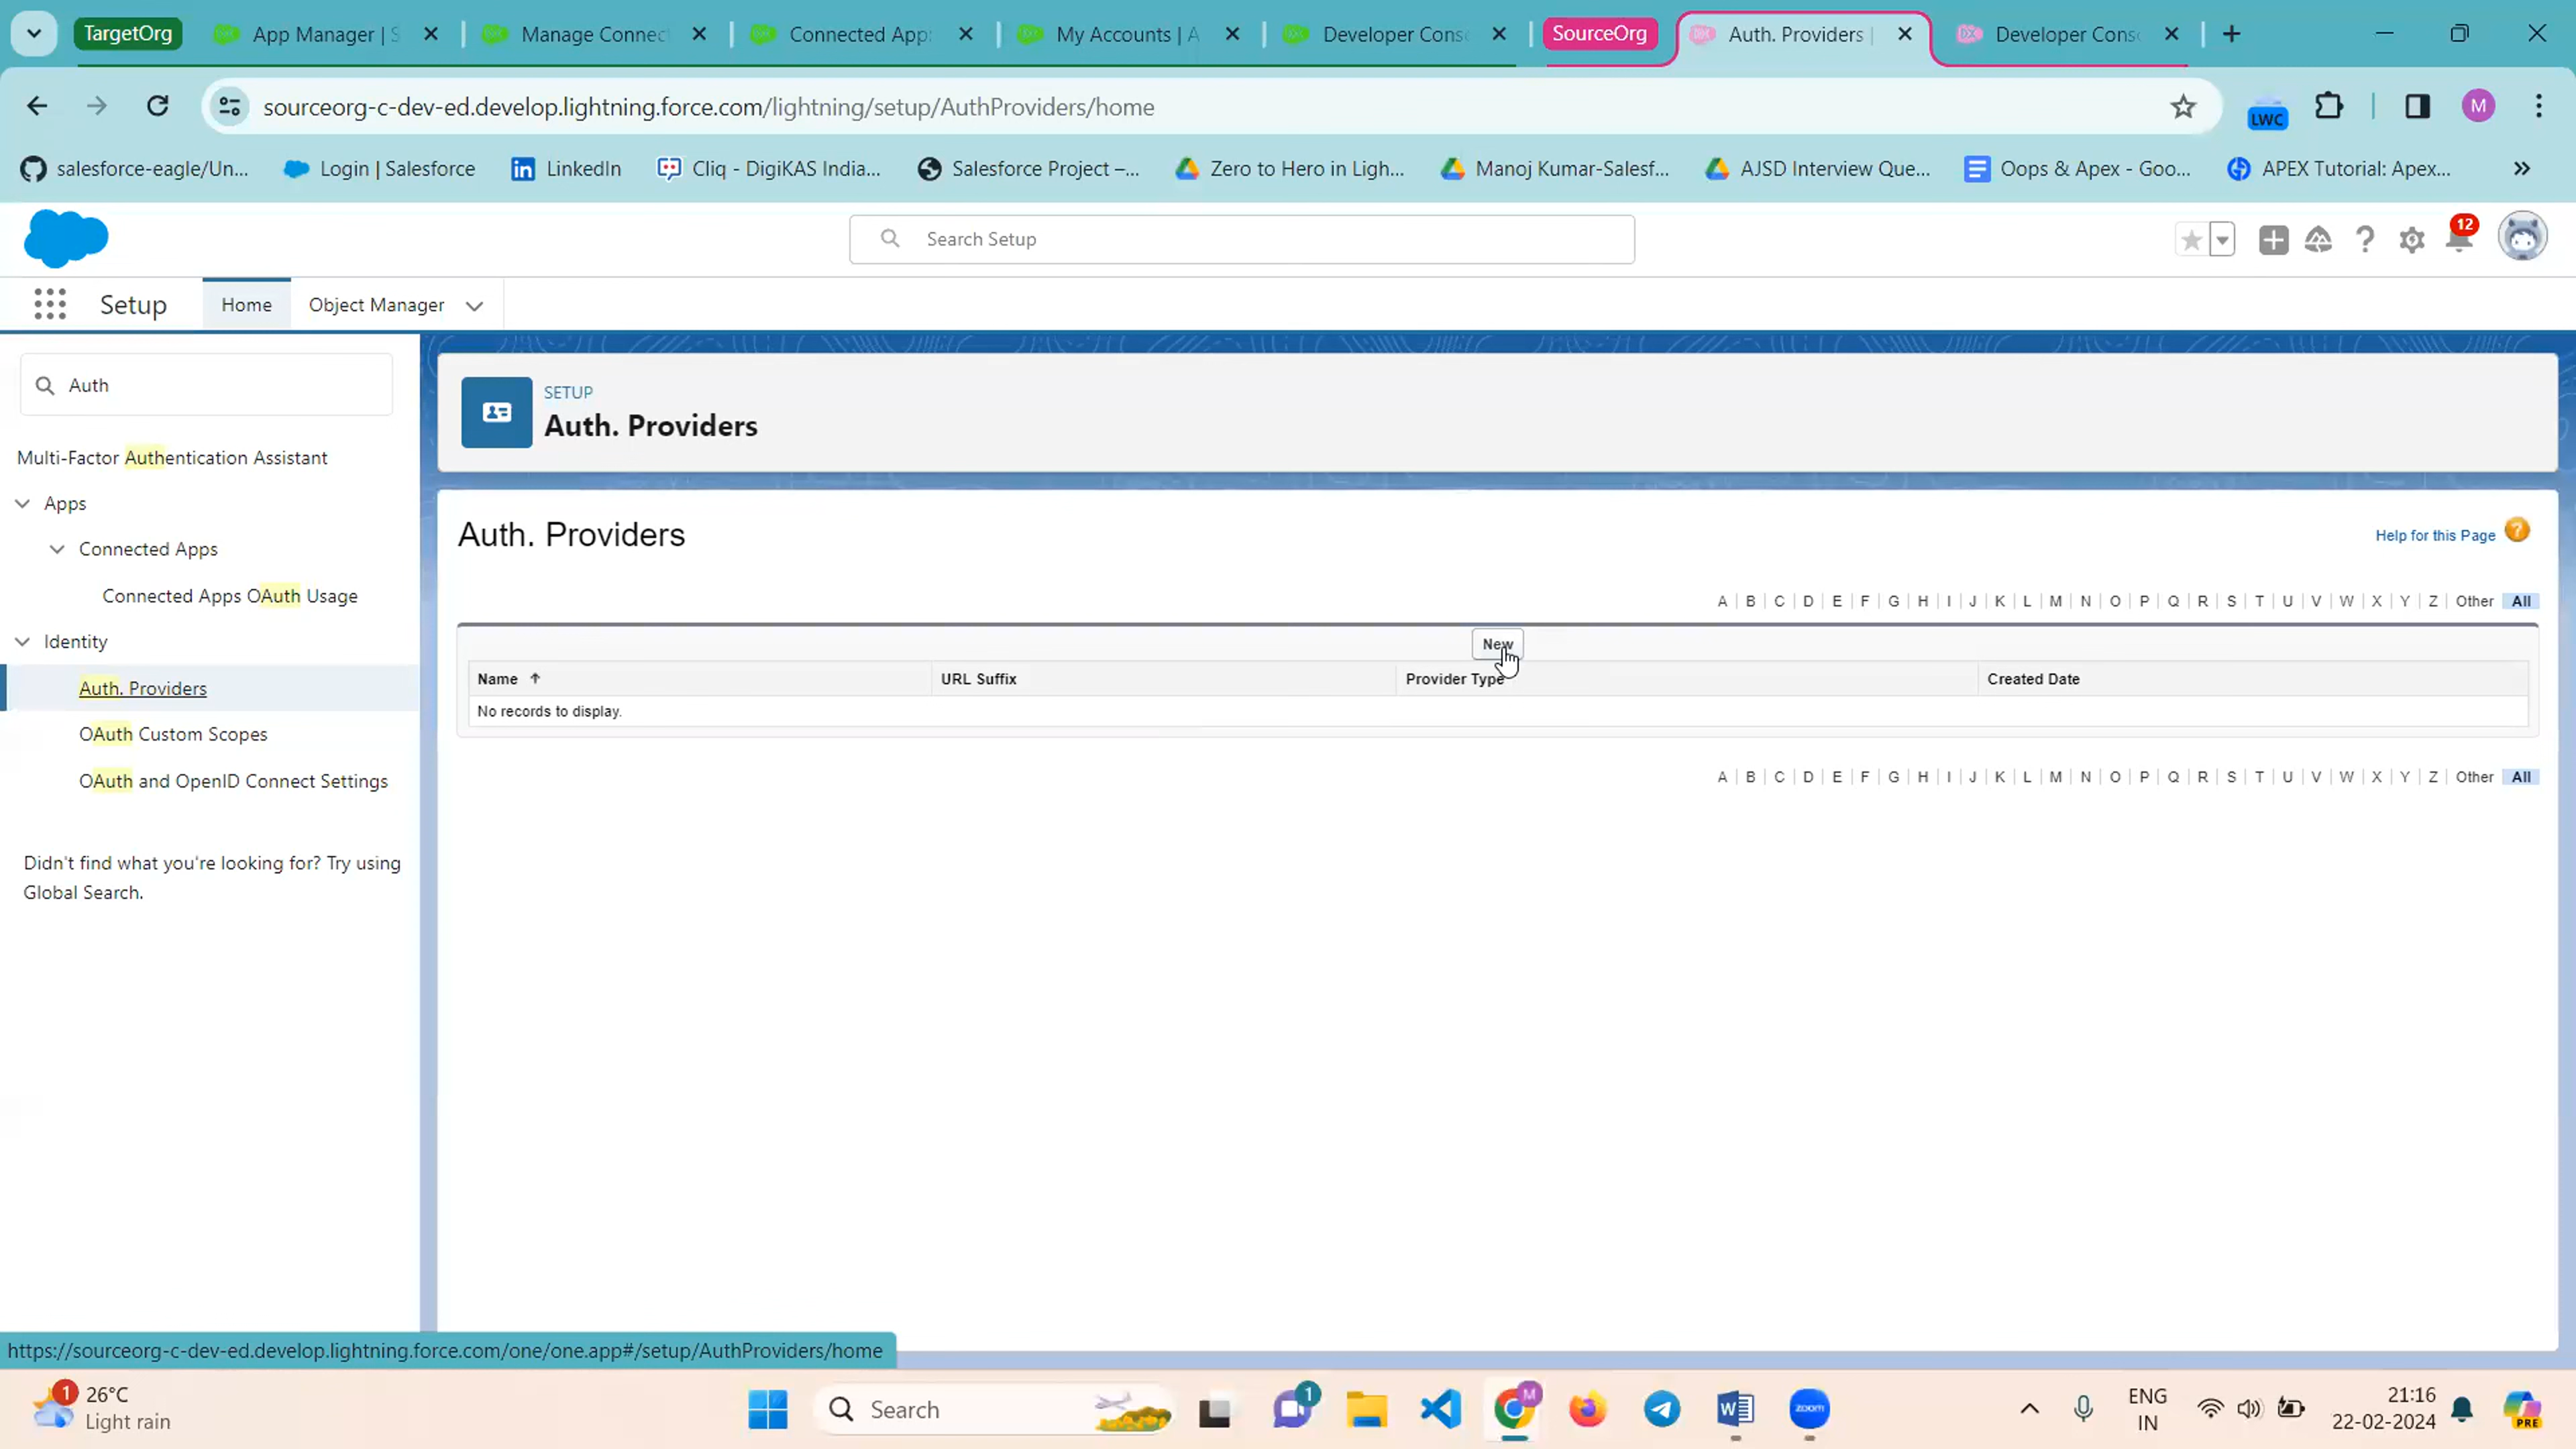 TargetOrg
App Manager | S
Manage Connec
Connected App
My Accounts | A
Developer Cons
SourceOrg
Auth. Providers |
Developer Cons
sourceorg-c-dev-ed.develop.lightning.force.com/lightning/setup/AuthProviders/home
LWC
M
salesforce-eagle/Un...
Login | Salesforce
LinkedIn
Cliq - DigiKAS India...
Salesforce Project –...
Zero to Hero in Ligh...
Manoj Kumar-Salesf...
AJSD Interview Que...
Oops & Apex - Goo...
APEX Tutorial: Apex...
»
Search Setup
12
Setup
Home
Object Manager
Auth
Multi-Factor Authentication Assistant
Apps
Connected Apps
Connected Apps OAuth Usage
Identity
Auth. Providers
OAuth Custom Scopes
OAuth and OpenID Connect Settings
Didn't find what you're looking for? Try using
Global Search.
SETUP
Auth. Providers
Auth. Providers
Help for this Page
A | B | C | D | E | F | G | H | I | J | K | L | M | N | O | P | Q | R | S | T | U | V | W | X | Y | Z | Other | All
New
Name ↑ URL Suffix Provider Type Created Date
No records to display.
A | B | C | D | E | F | G | H | I | J | K | L | M | N | O | P | Q | R | S | T | U | V | W | X | Y | Z | Other | All
https://sourceorg-c-dev-ed.develop.lightning.force.com/one/one.app#/setup/AuthProviders/home
1
26°C
Light rain
Search
1
M
zoom
ENG
IN
21:16
22-02-2024
PRE